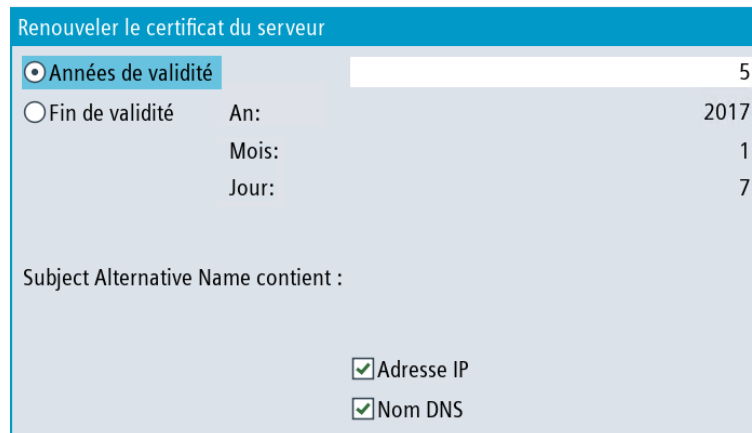 Renouveler le certificat du serveur
Années de validité 5
Fin de validité An: 2017
Mois: 1
Jour: 7
Subject Alternative Name contient :
Adresse IP
Nom DNS